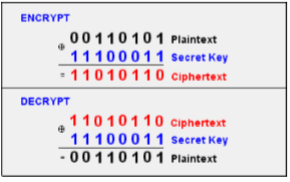 ENCRYPT
00110101 Plaintext
⊕ 11100011 Secret Key
= 11010110 Ciphertext
DECRYPT
11010110 Ciphertext
⊕ 11100011 Secret Key
- 00110101 Plaintext